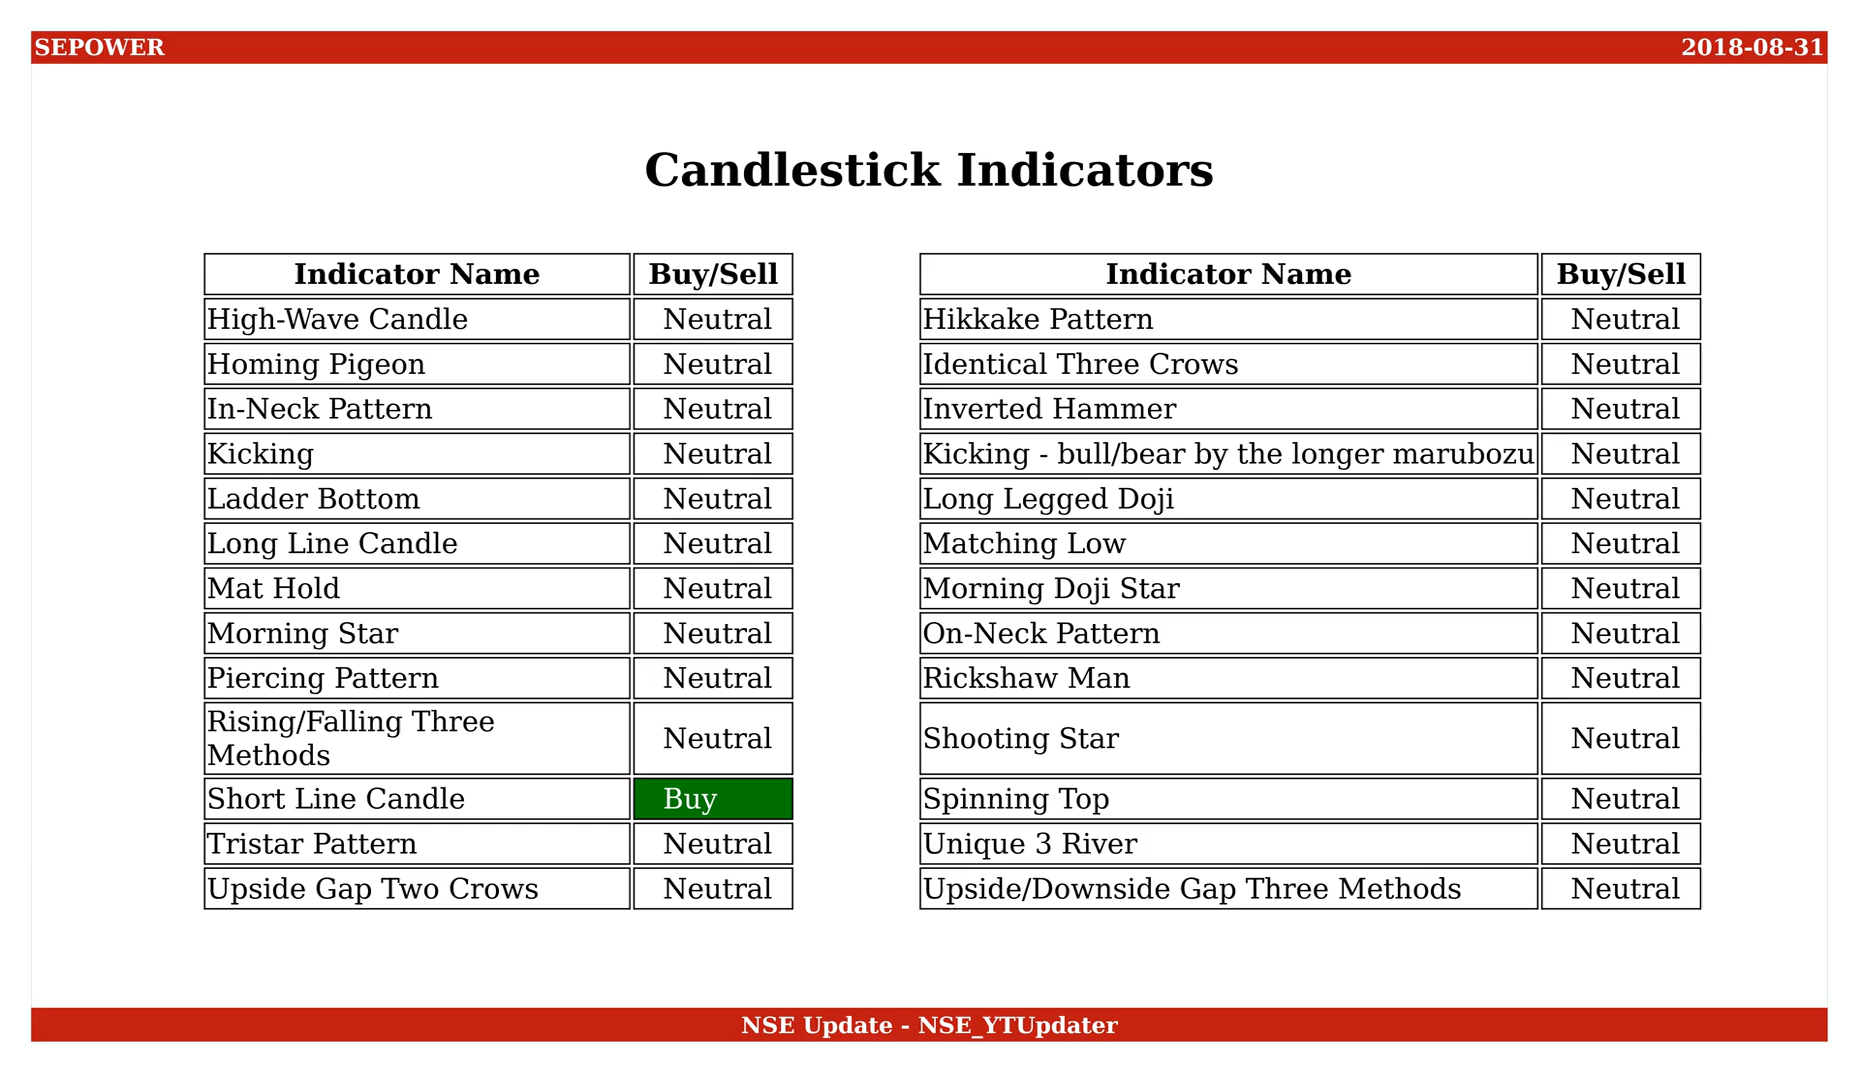 SEPOWER 2018-08-31
Candlestick Indicators
Indicator Name Buy/Sell
High-Wave Candle Neutral
Homing Pigeon Neutral
In-Neck Pattern Neutral
Kicking Neutral
Ladder Bottom Neutral
Long Line Candle Neutral
Mat Hold Neutral
Morning Star Neutral
Piercing Pattern Neutral
Rising/Falling Three
Methods Neutral
Short Line Candle Buy
Tristar Pattern Neutral
Upside Gap Two Crows Neutral
Indicator Name Buy/Sell
Hikkake Pattern Neutral
Identical Three Crows Neutral
Inverted Hammer Neutral
Kicking - bull/bear by the longer marubozu Neutral
Long Legged Doji Neutral
Matching Low Neutral
Morning Doji Star Neutral
On-Neck Pattern Neutral
Rickshaw Man Neutral
Shooting Star Neutral
Spinning Top Neutral
Unique 3 River Neutral
Upside/Downside Gap Three Methods Neutral
NSE Update - NSE_YTUpdater